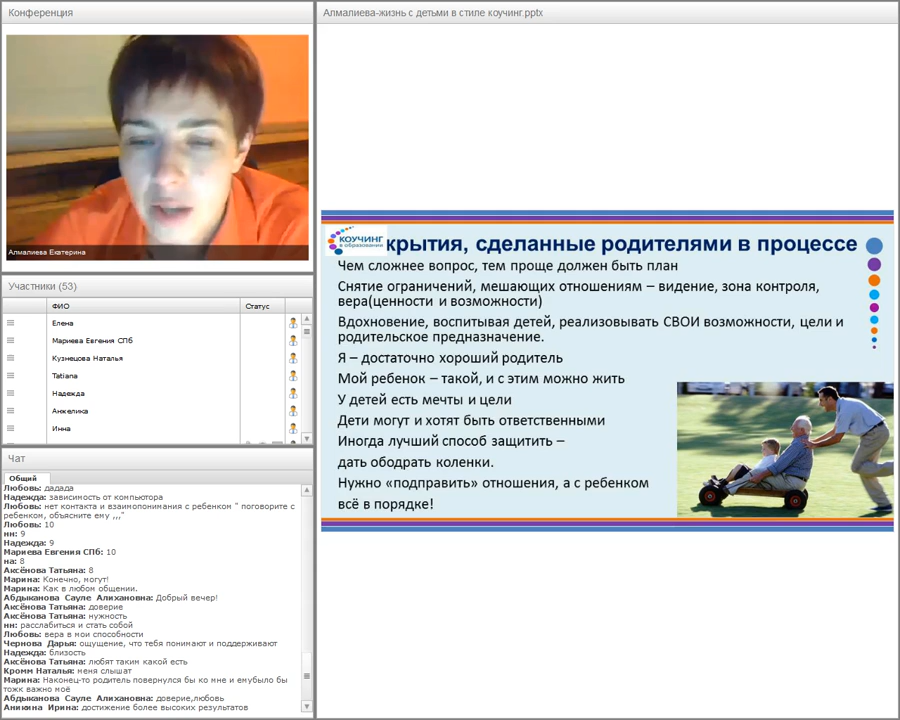 Конференция
Алмалиева Екатерина
Участники (53)
ФИО
Статус
Елена
Мариева Евгения СПб
Кузнецова Наталья
Tatiana
Надежда
Анжелика
Инна
Чат
Общий
Любовь: дадада
Надежда: зависимость от компьютора
Любовь: нет контакта и взаимопонимания с ребенком " поговорите с
ребенком, объясните ему ,,,"
Любовь: 10
нн: 9
Надежда: 9
Мариева Евгения СПб: 10
на: 8
Аксёнова Татьяна: 8
Марина: Конечно, могут!
Марина: Как в любом общении.
Абдыканова Сауле Алихановна: Добрый вечер!
Аксёнова Татьяна: доверие
Аксёнова Татьяна: нужность
нн: расслабиться и стать собой
Любовь: вера в мои способности
Чернова Дарья: ощущение, что тебя понимают и поддерживают
Надежда: близость
Аксёнова Татьяна: любят таким какой есть
Кромм Наталья: меня слышат
Марина: Наконец-то родитель повернулся бы ко мне и емубыло бы
тожк важно моё
Абдыканова Сауле Алихановна: доверие,любовь
Аникина Ирина: достижение более высоких результатов
Алмалиева-жизнь с детьми в стиле коучинг.pptx
КОУЧИНГ
в образовании
крытия, сделанные родителями в процессе
Чем сложнее вопрос, тем проще должен быть план
Снятие ограничений, мешающих отношениям – видение, зона контроля,
вера(ценности и возможности)
Вдохновение, воспитывая детей, реализовывать СВОИ возможности, цели и
родительское предназначение.
Я – достаточно хороший родитель
Мой ребенок – такой, и с этим можно жить
У детей есть мечты и цели
Дети могут и хотят быть ответственными
Иногда лучший способ защитить –
дать ободрать коленки.
Нужно «подправить» отношения, а с ребенком
всё в порядке!